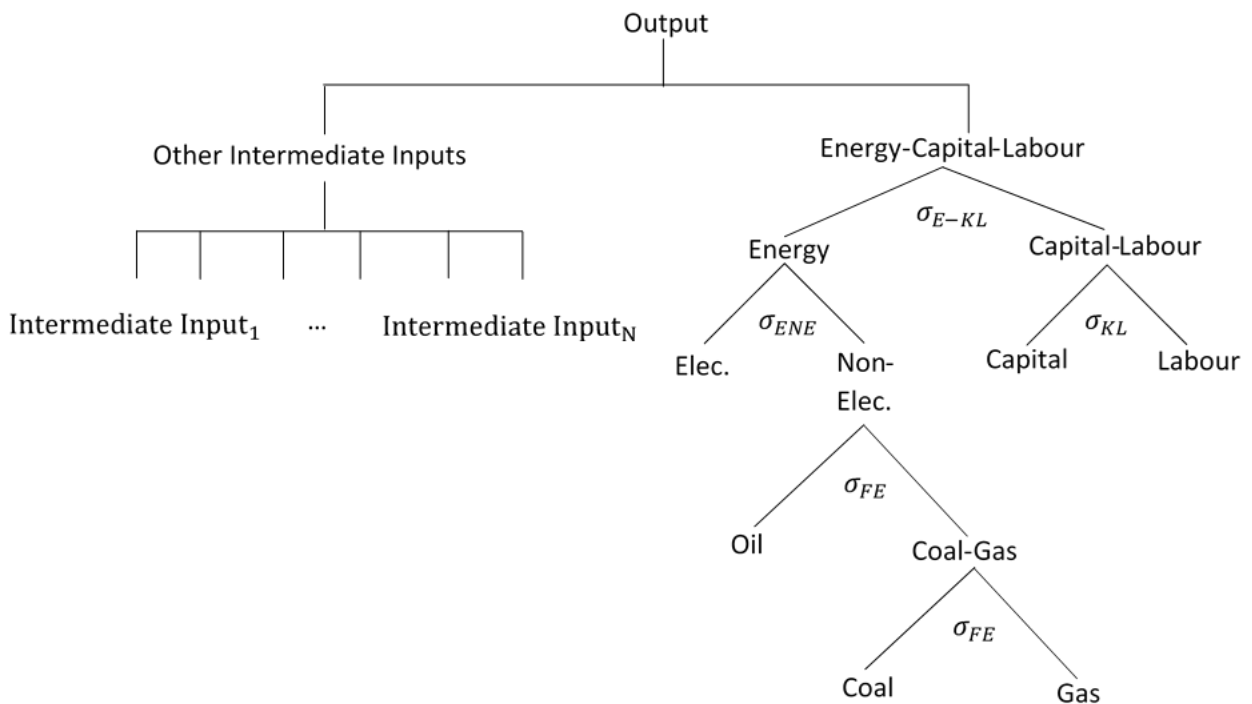 Output
Other Intermediate Inputs
Energy-Capital-Labour
σ_{E−KL}
Energy
Capital-Labour
Intermediate Input₁ ... Intermediate Input_N
σ_{ENE}
σ_{KL}
Elec.
Non-
Elec.
Capital
Labour
σ_{FE}
Oil
Coal-Gas
σ_{FE}
Coal
Gas